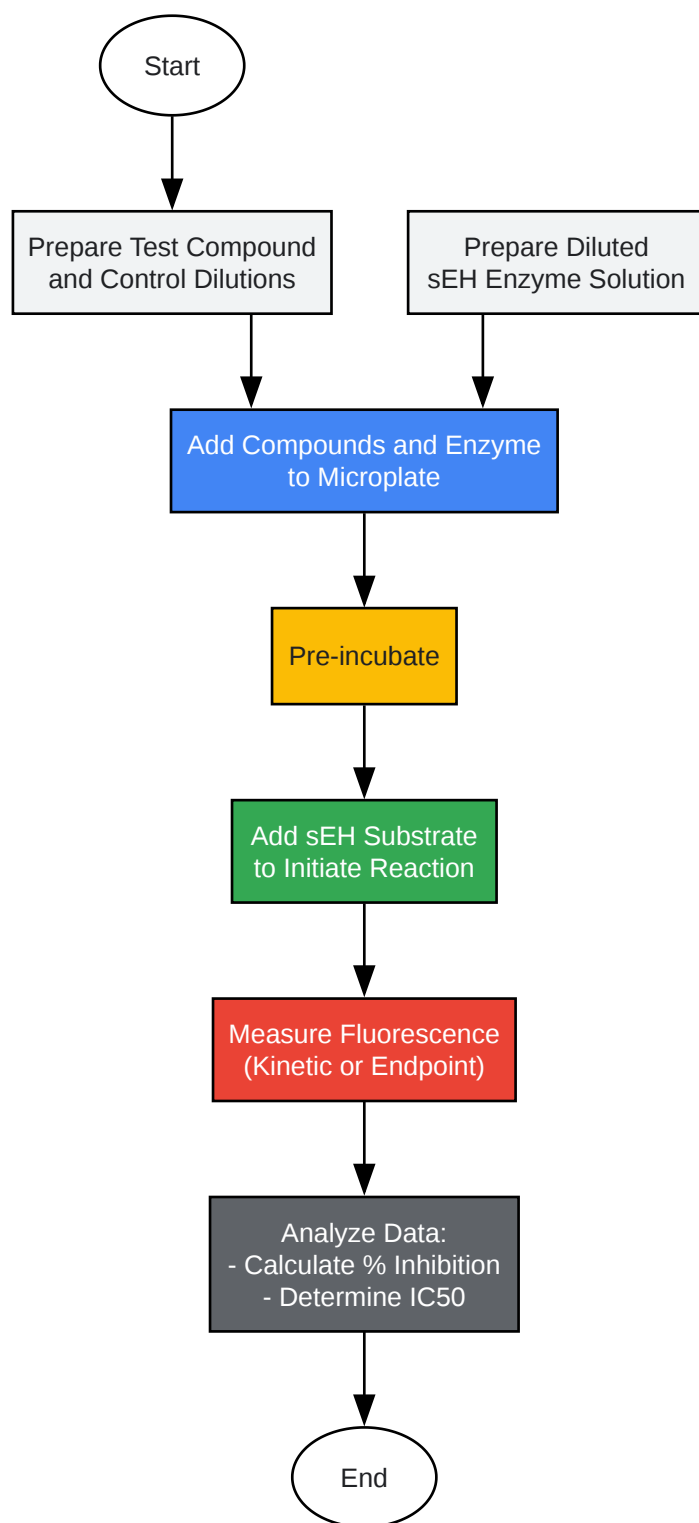 Start
Prepare Test Compound
and Control Dilutions
Prepare Diluted
sEH Enzyme Solution
Add Compounds and Enzyme
to Microplate
Pre-incubate
Add sEH Substrate
to Initiate Reaction
Measure Fluorescence
(Kinetic or Endpoint)
Analyze Data:
- Calculate % Inhibition
- Determine IC50
End